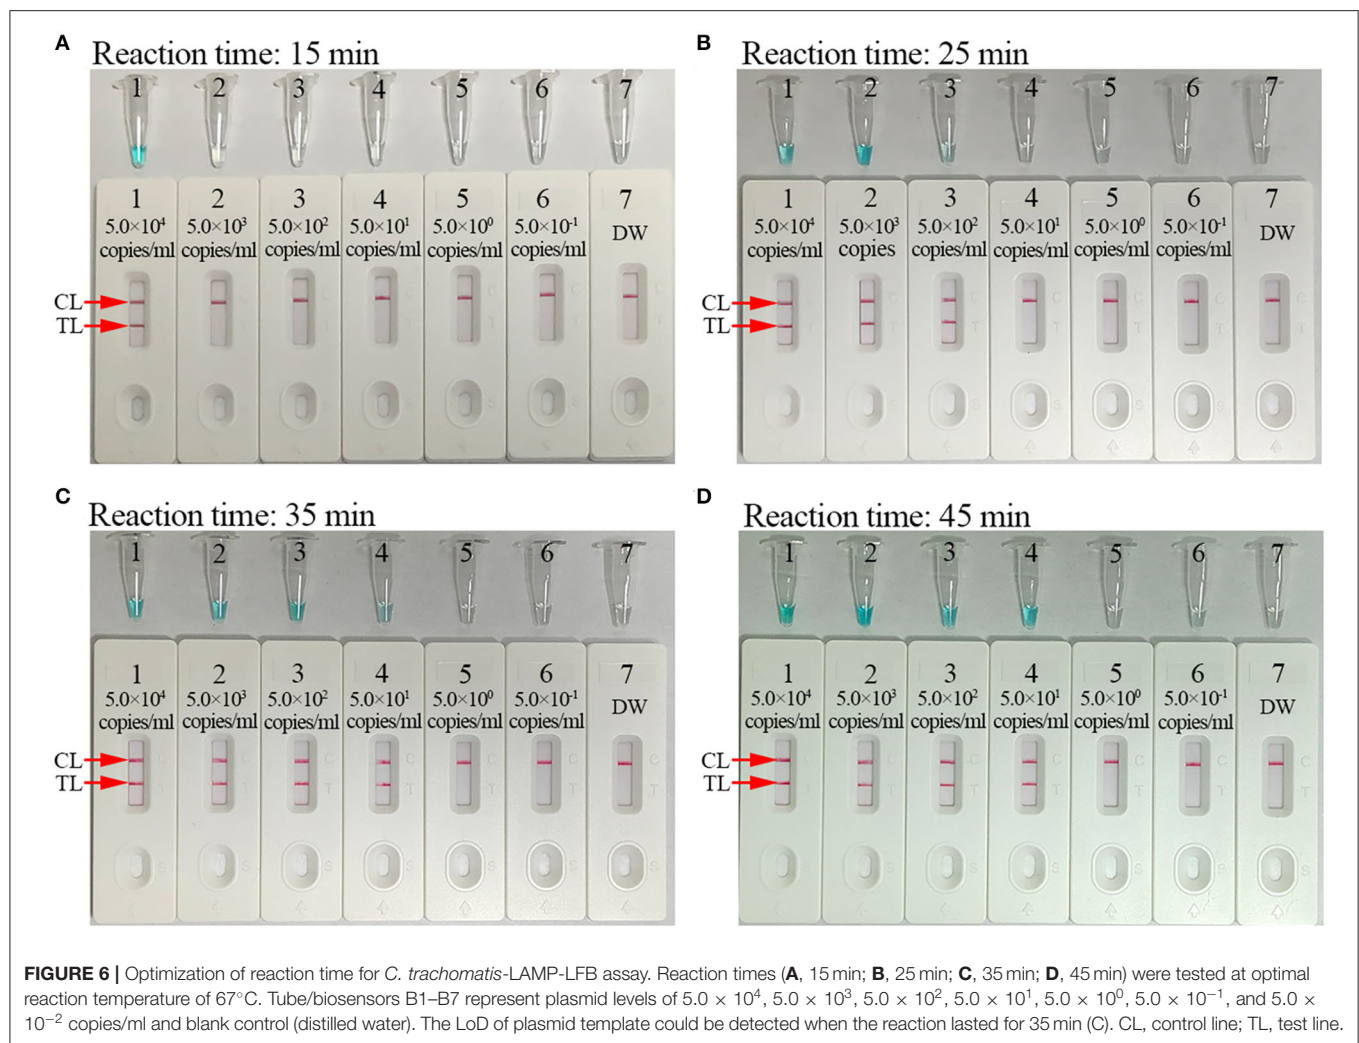 A
Reaction time: 15 min
1 2 3 4 5 6 7
1 2 3 4 5 6 7
5.0×10⁴ 5.0×10³ 5.0×10² 5.0×10¹ 5.0×10⁰ 5.0×10⁻¹ DW
copies/ml copies/ml copies/ml copies/ml copies/ml copies/ml
CL
TL
B
Reaction time: 25 min
1 2 3 4 5 6 7
1 2 3 4 5 6 7
5.0×10⁴ 5.0×10³ 5.0×10² 5.0×10¹ 5.0×10⁰ 5.0×10⁻¹ DW
copies/ml copies copies/ml copies/ml copies/ml copies/ml
CL
TL
C
Reaction time: 35 min
1 2 3 4 5 6 7
1 2 3 4 5 6 7
5.0×10⁴ 5.0×10³ 5.0×10² 5.0×10¹ 5.0×10⁰ 5.0×10⁻¹ DW
copies/ml copies/ml copies/ml copies/ml copies/ml copies/ml
CL
TL
D
Reaction time: 45 min
1 2 3 4 5 6 7
1 2 3 4 5 6 7
5.0×10⁴ 5.0×10³ 5.0×10² 5.0×10¹ 5.0×10⁰ 5.0×10⁻¹ DW
copies/ml copies/ml copies/ml copies/ml copies/ml copies/ml
CL
TL
FIGURE 6 | Optimization of reaction time for C. trachomatis-LAMP-LFB assay. Reaction times (A, 15 min; B, 25 min; C, 35 min; D, 45 min) were tested at optimal
reaction temperature of 67°C. Tube/biosensors B1–B7 represent plasmid levels of 5.0 × 10⁴, 5.0 × 10³, 5.0 × 10², 5.0 × 10¹, 5.0 × 10⁰, 5.0 × 10⁻¹, and 5.0 ×
10⁻² copies/ml and blank control (distilled water). The LoD of plasmid template could be detected when the reaction lasted for 35 min (C). CL, control line; TL, test line.